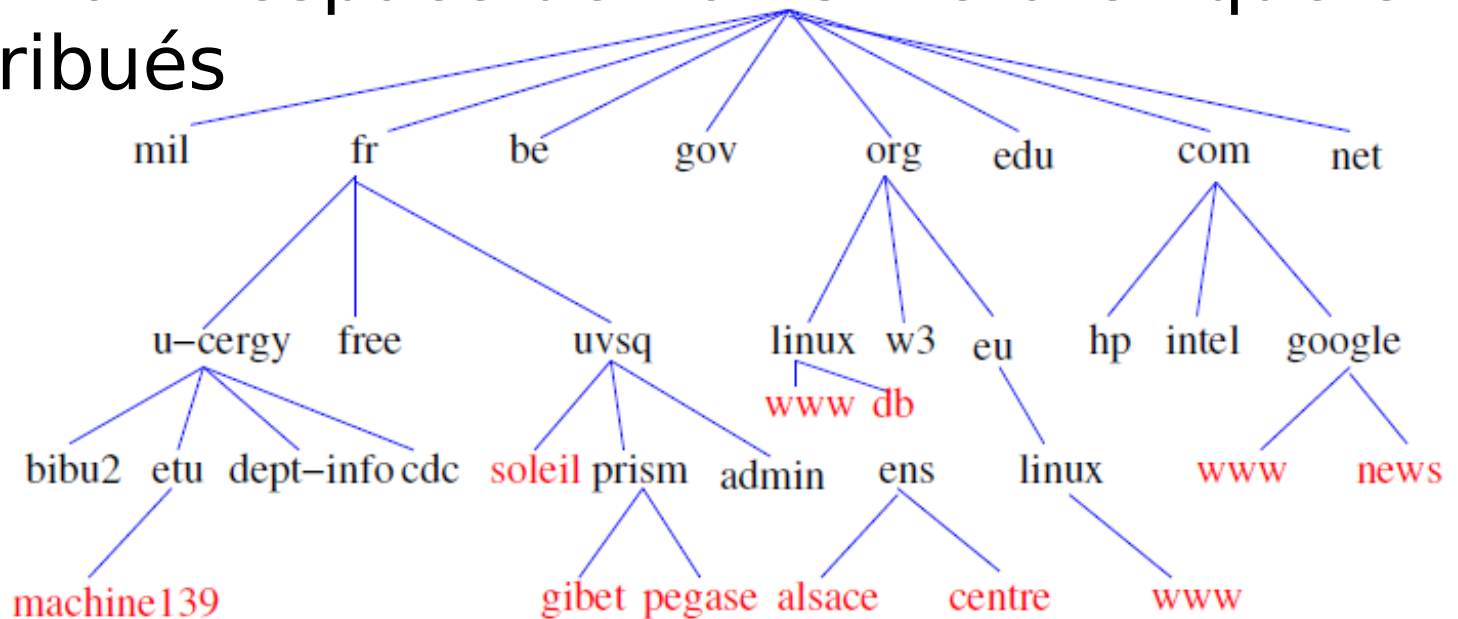 ribués
mil fr be gov org edu com net
u−cergy free uvsq linux w3 eu hp intel google
www db
bibu2 etu dept−info cdc soleil prism admin ens linux www news
machine139 gibet pegase alsace centre www